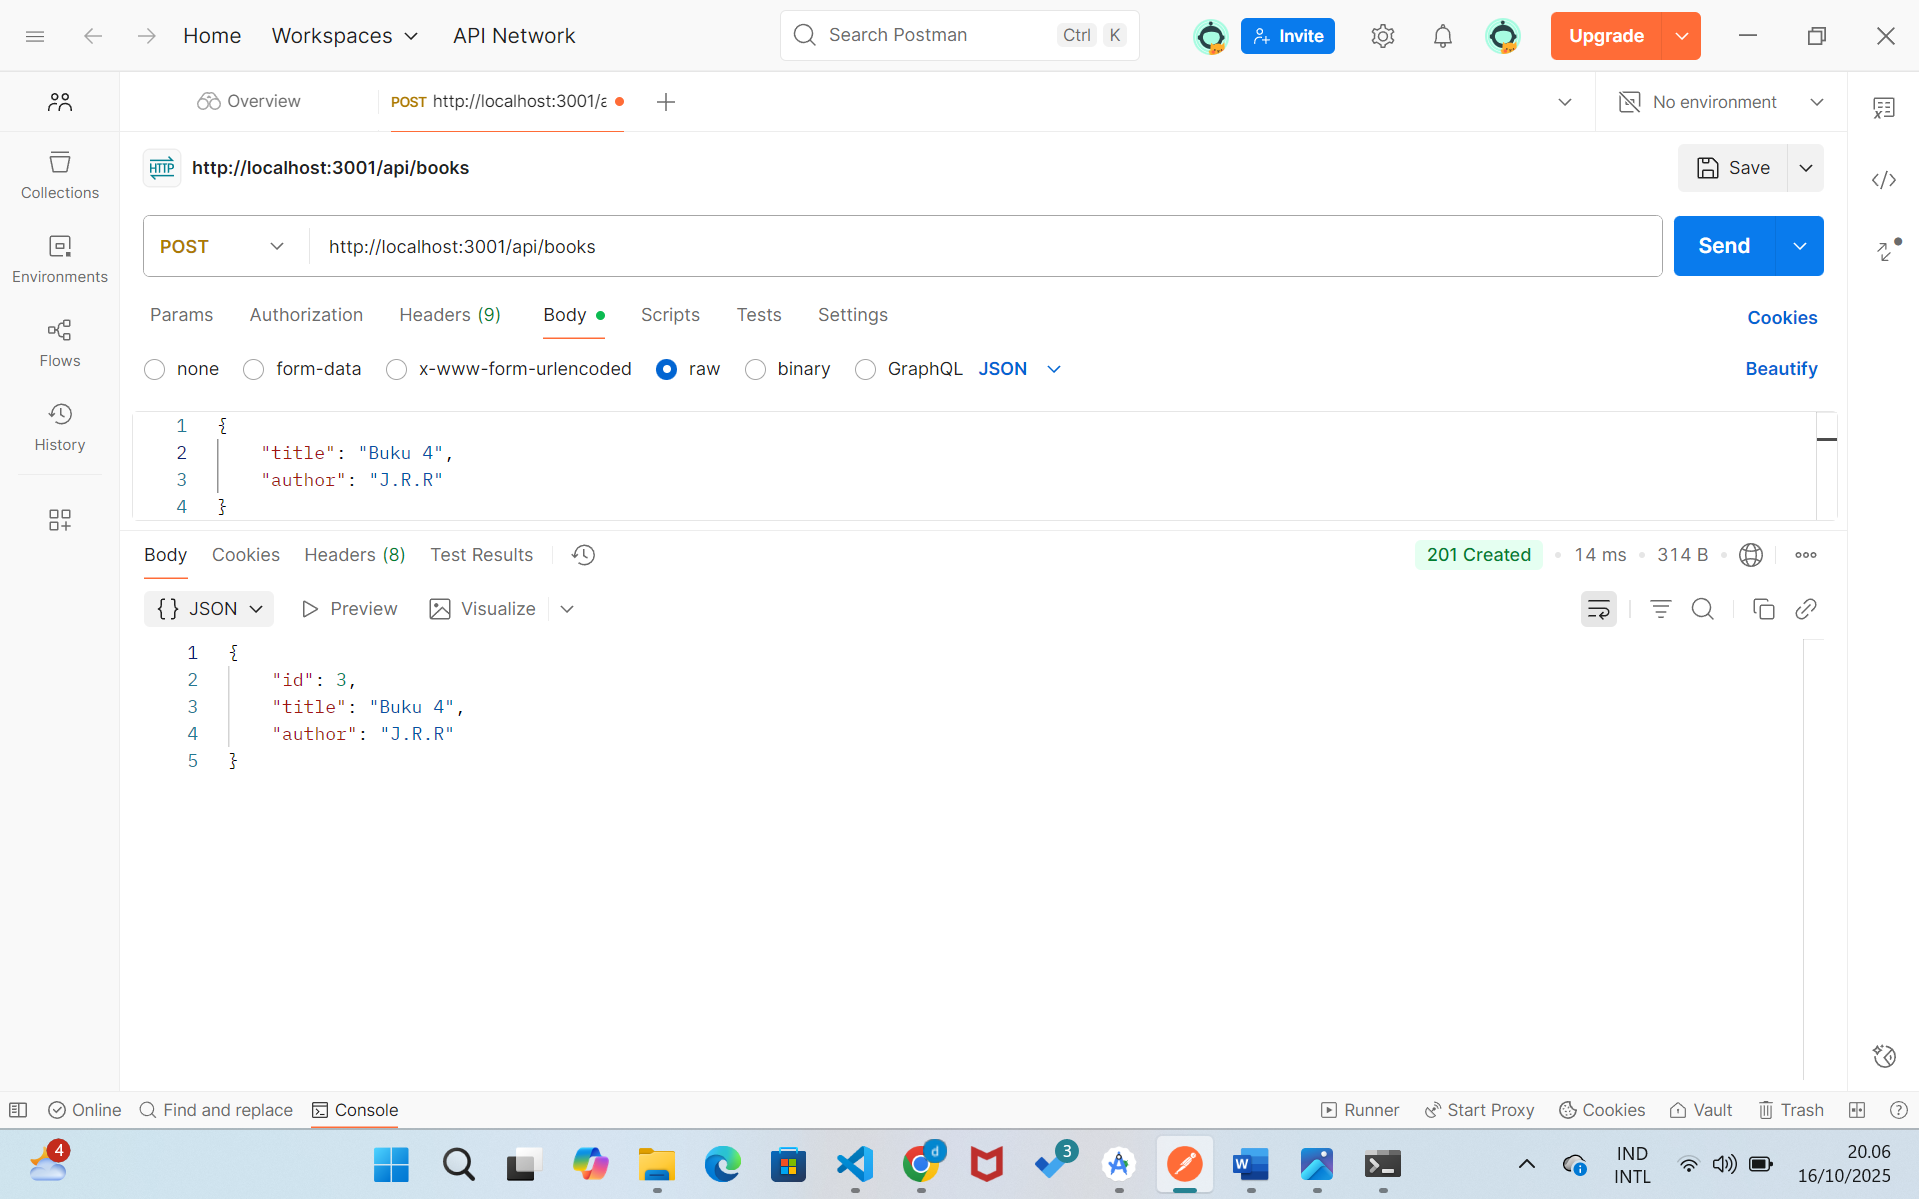 Home Workspaces API Network Search Postman Ctrl K Invite Upgrade
Overview POST http://localhost:3001/a No environment
HTTP http://localhost:3001/api/books Save
Collections
POST http://localhost:3001/api/books Send
Environments
Params Authorization Headers (9) Body Scripts Tests Settings Cookies
Flows
none form-data x-www-form-urlencoded raw binary GraphQL JSON Beautify
History
1 {
2 "title": "Buku 4",
3 "author": "J.R.R"
4 }
Body Cookies Headers (8) Test Results 201 Created 14 ms 314 B
{} JSON Preview Visualize
1 {
2 "id": 3,
3 "title": "Buku 4",
4 "author": "J.R.R"
5 }
Online Find and replace Console Runner Start Proxy Cookies Vault Trash
4 d 3 W IND 20.06
INTL 16/10/2025